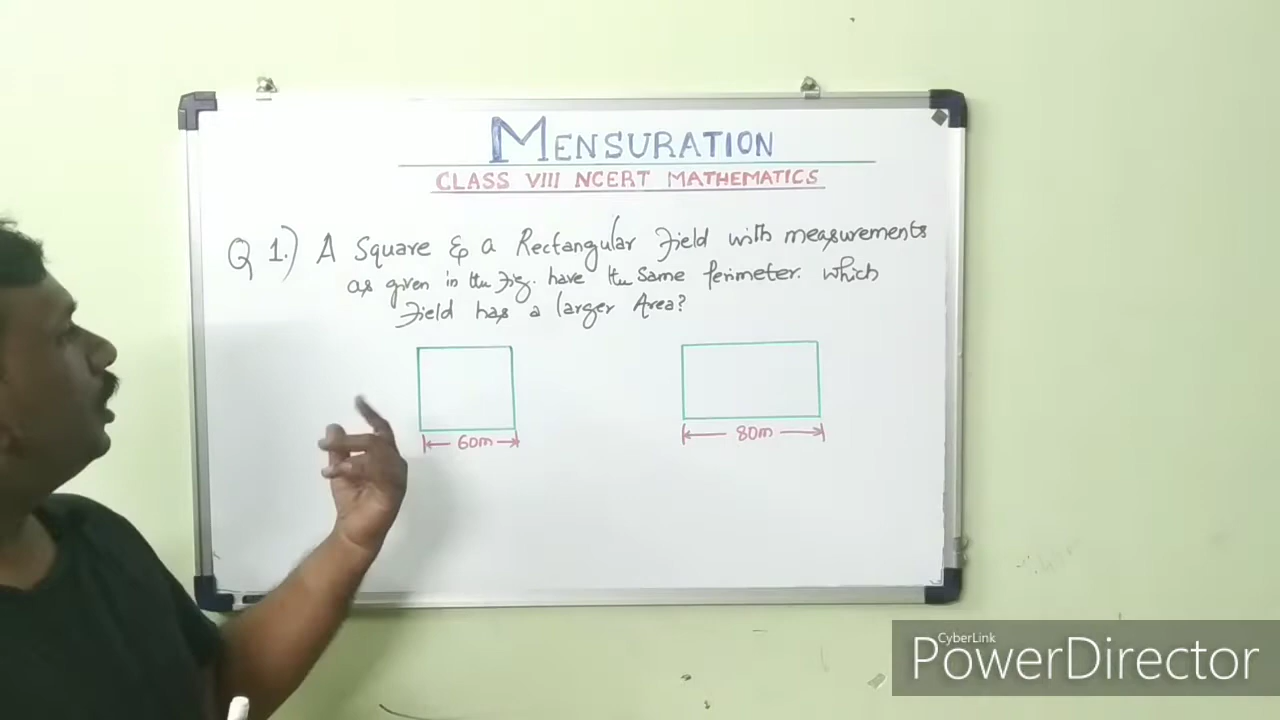 MENSURATION
CLASS VIII NCERT MATHEMATICS
Q 1.) A Square & a Rectangular Field with measurements
as given in the Fig. have the same perimeter. Which
Field has a larger Area?
60m
80m
CyberLink
PowerDirector